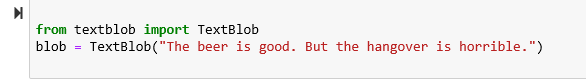 from textblob import TextBlob
blob = TextBlob("The beer is good. But the hangover is horrible.")